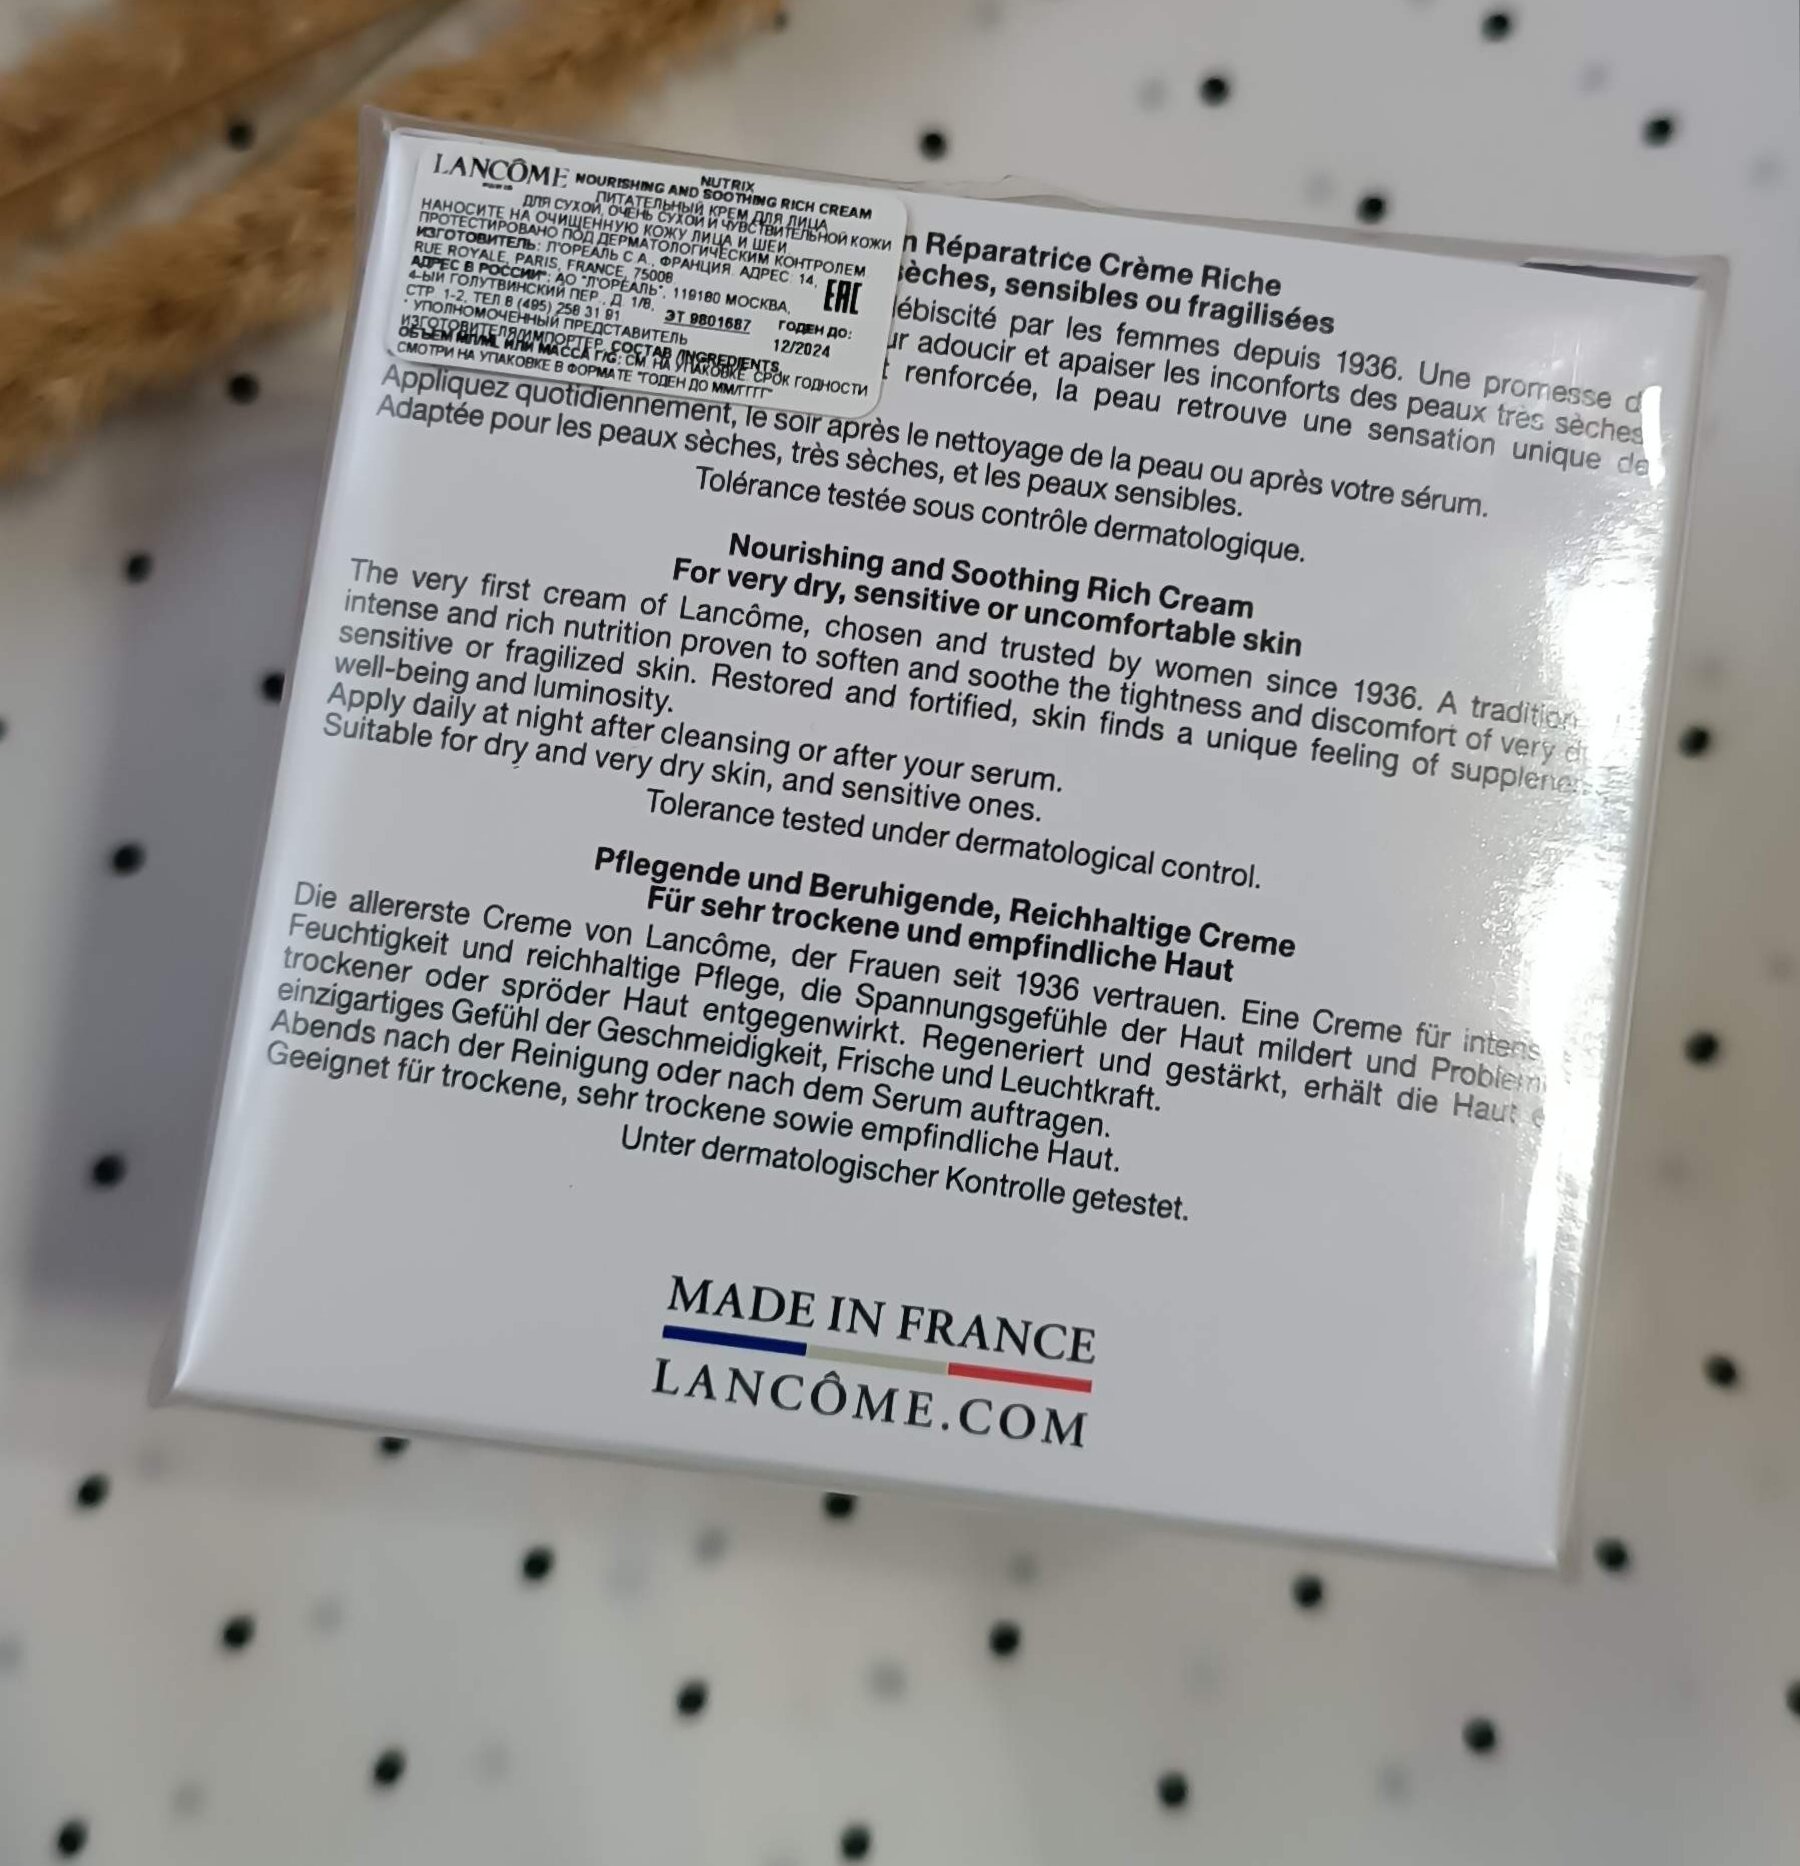 LANCÔME
PARIS
NUTRIX
NOURISHING AND SOOTHING RICH CREAM
ПИТАТЕЛЬНЫЙ КРЕМ ДЛЯ ЛИЦА
ДЛЯ СУХОЙ, ОЧЕНЬ СУХОЙ И ЧУВСТВИТЕЛЬНОЙ КОЖИ
НАНОСИТЕ НА ОЧИЩЕННУЮ КОЖУ ЛИЦА И ШЕИ
ПРОТЕСТИРОВАНО ПОД ДЕРМАТОЛОГИЧЕСКИМ КОНТРОЛЕМ
ИЗГОТОВИТЕЛЬ: Л'ОРЕАЛЬ С.А., ФРАНЦИЯ. АДРЕС: 14,
RUE ROYALE, PARIS, FRANCE, 75008
АДРЕС В РОССИИ*: АО "Л'ОРЕАЛЬ", 119180 МОСКВА,
4-ЫЙ ГОЛУТВИНСКИЙ ПЕР., Д. 1/8,
СТР. 1-2, ТЕЛ 8 (495) 258 31 91
* УПОЛНОМОЧЕННЫЙ ПРЕДСТАВИТЕЛЬ
ИЗГОТОВИТЕЛЯ/ИМПОРТЕР. СОСТАВ /INGREDIENTS,
ОБЪЕМ МЛ/ML ИЛИ МАССА Г/G: СМ. НА УПАКОВКЕ. СРОК ГОДНОСТИ
СМОТРИ НА УПАКОВКЕ В ФОРМАТЕ "ГОДЕН ДО ММ/ГГГГ"
EAC
ЭТ 9801687
ГОДЕН ДО:
12/2024
Réparatrice Crème Riche
sensibles ou fragilisées
par les femmes depuis 1936. Une promesse
adoucir et apaiser les inconforts des peaux très sèches
renforcée, la peau retrouve une sensation unique de
Appliquez quotidiennement, le soir après le nettoyage de la peau ou après votre sérum.
Adaptée pour les peaux sèches, très sèches, et les peaux sensibles.
Tolérance testée sous contrôle dermatologique.
Nourishing and Soothing Rich Cream
For very dry, sensitive or uncomfortable skin
The very first cream of Lancôme, chosen and trusted by women since 1936. A tradition
intense and rich nutrition proven to soften and soothe the tightness and discomfort of very
sensitive or fragilized skin. Restored and fortified, skin finds a unique feeling of
well-being and luminosity.
Apply daily at night after cleansing or after your serum.
Suitable for dry and very dry skin, and sensitive ones.
Tolerance tested under dermatological control.
Pflegende und Beruhigende, Reichhaltige Creme
Für sehr trockene und empfindliche Haut
Die allererste Creme von Lancôme, der Frauen seit 1936 vertrauen. Eine Creme für
Feuchtigkeit und reichhaltige Pflege, die Spannungsgefühle der Haut mildert und
trockener oder spröder Haut entgegenwirkt. Regeneriert und gestärkt, erhält die Haut
einzigartiges Gefühl der Geschmeidigkeit, Frische und Leuchtkraft.
Abends nach der Reinigung oder nach dem Serum auftragen.
Geeignet für trockene, sehr trockene sowie empfindliche Haut.
Unter dermatologischer Kontrolle getestet.
MADE IN FRANCE
LANCÔME.COM